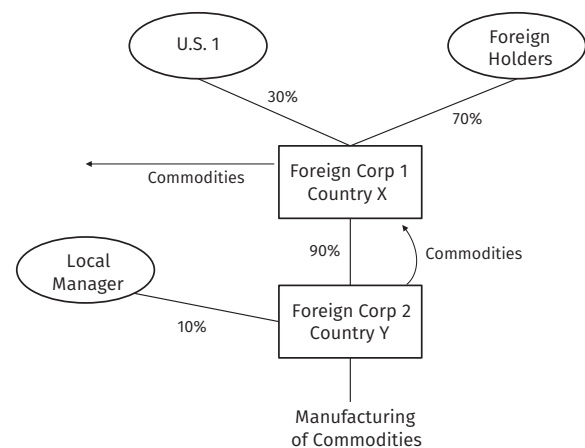 U.S. 1
Foreign
Holders
30%
70%
Commodities
Foreign Corp 1
Country X
Local
Manager
90%
Commodities
10%
Foreign Corp 2
Country Y
Manufacturing
of Commodities